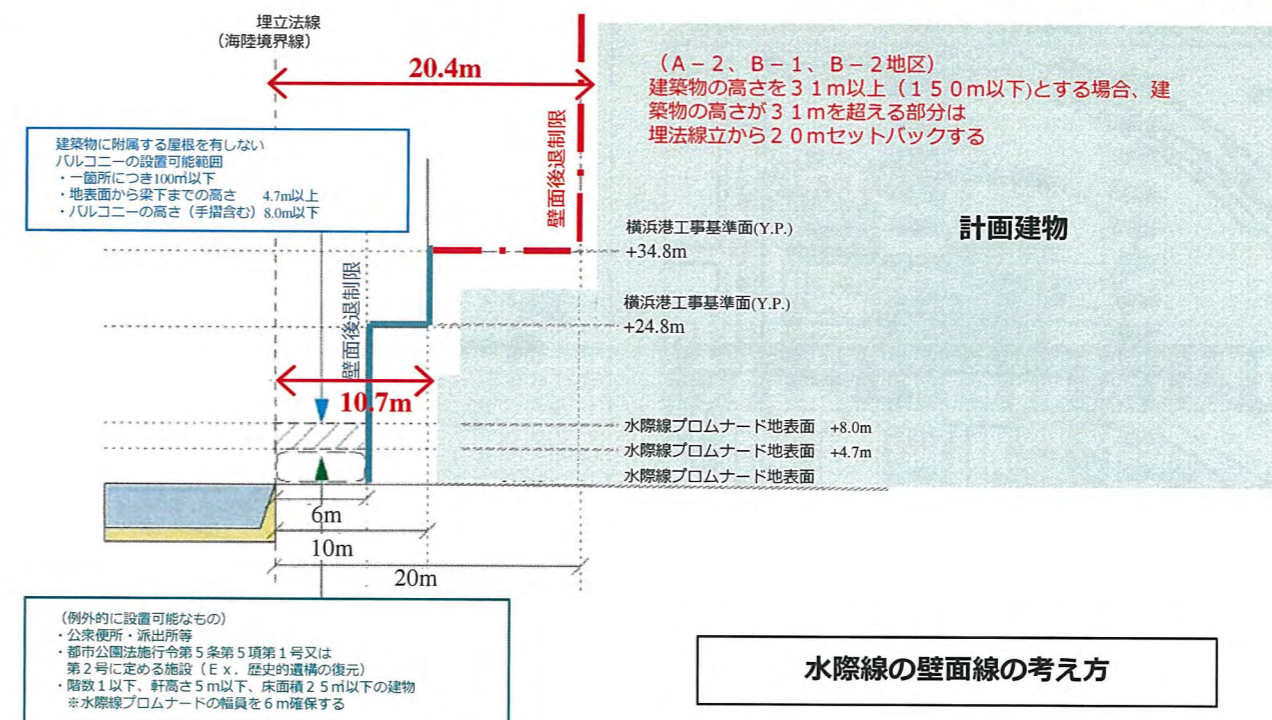 埋立法線
(海陸境界線)
20.4m
(A-2、B-1、B-2地区)
建築物の高さを31m以上(150m以下)とする場合、建
築物の高さが31mを超える部分は
埋法線立から20mセットバックする
建築物に附属する屋根を有しない
バルコニーの設置可能範囲
・一箇所につき100㎡以下
・地表面から梁下までの高さ 4.7m以上
・バルコニーの高さ(手摺含む)8.0m以下
壁面後退制限
横浜港工事基準面(Y.P.)
+34.8m
計画建物
壁面後退制限
横浜港工事基準面(Y.P.)
+24.8m
10.7m
水際線プロムナード地表面 +8.0m
水際線プロムナード地表面 +4.7m
水際線プロムナード地表面
6m
10m
20m
(例外的に設置可能なもの)
・公衆便所・派出所等
・都市公園法施行令第5条第5項第1号又は
第2号に定める施設(Ex.歴史的遺構の復元)
・階数1以下、軒高さ5m以下、床面積25㎡以下の建物
※水際線プロムナードの幅員を6m確保する
水際線の壁面線の考え方